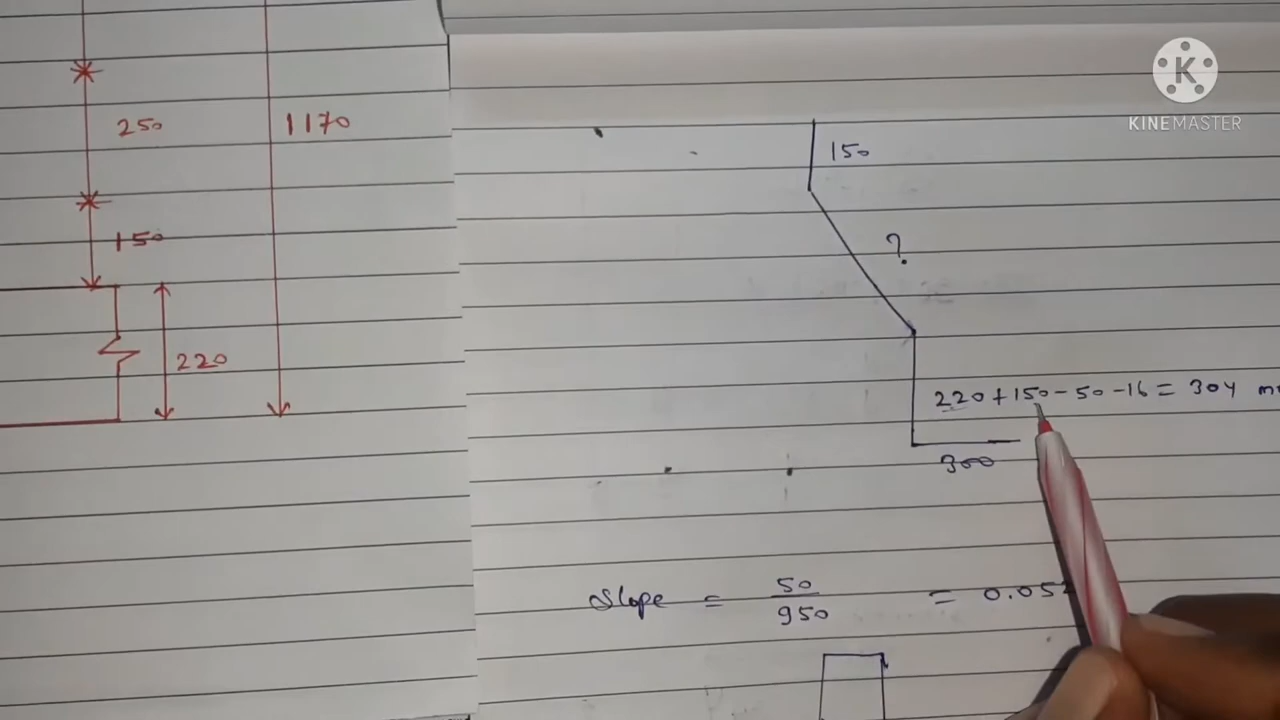 250
1170
150
220
K
KINEMASTER
150
?
220+150-50-16 = 304
300
Slope = 50/950 = 0.052